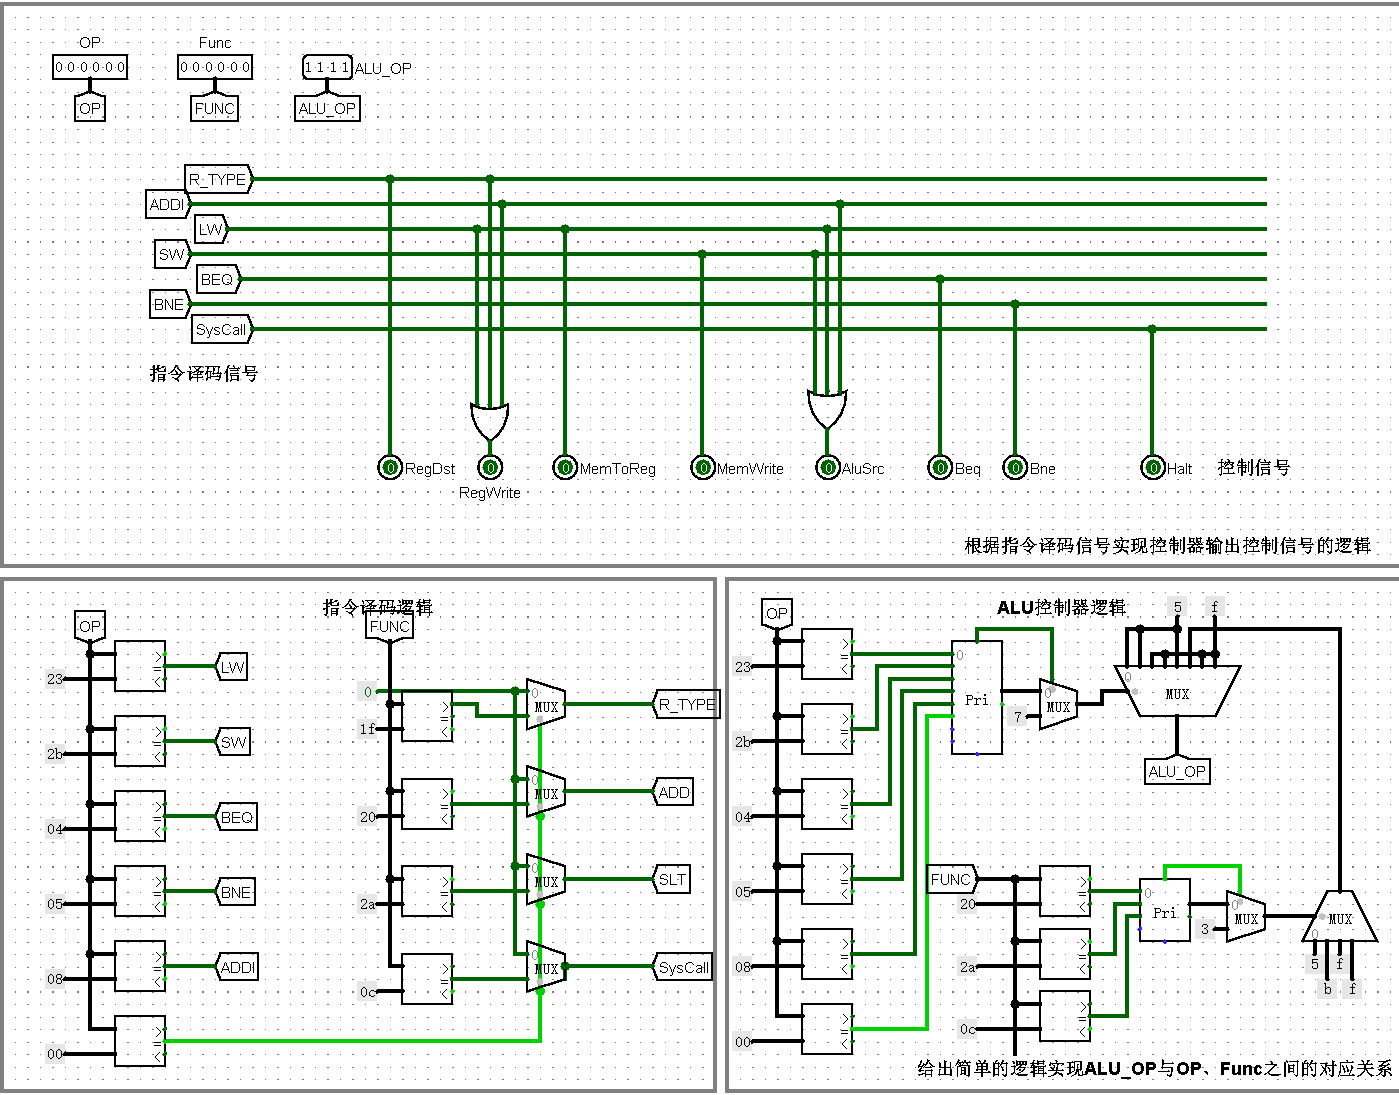 OP
Func
000000
000000
1111
ALU_OP
OP
FUNC
ALU_OP
R_TYPE
ADDI
LW
SW
BEQ
BNE
SysCall
指令译码信号
0
RegDst
0
RegWrite
0
MemToReg
0
MemWrite
0
AluSrc
0
Beq
0
Bne
0
Halt
控制信号
根据指令译码信号实现控制器输出控制信号的逻辑
指令译码逻辑
OP
> = <
23
LW
> = <
2b
SW
> = <
04
BEQ
> = <
05
BNE
> = <
08
ADDI
> = <
00
FUNC
0
> = <
1f
0
MUX
R_TYPE
> = <
20
0
MUX
ADD
> = <
2a
0
MUX
SLT
> = <
0c
0
MUX
SysCall
ALU控制器逻辑
OP
> = <
23
> = <
2b
> = <
04
> = <
05
> = <
08
> = <
00
0
Pri
7
0
MUX
5
f
0
MUX
ALU_OP
FUNC
> = <
20
> = <
2a
> = <
0c
0
Pri
3
0
MUX
MUX
0
5
f
b
f
给出简单的逻辑实现ALU_OP与OP、Func之间的对应关系